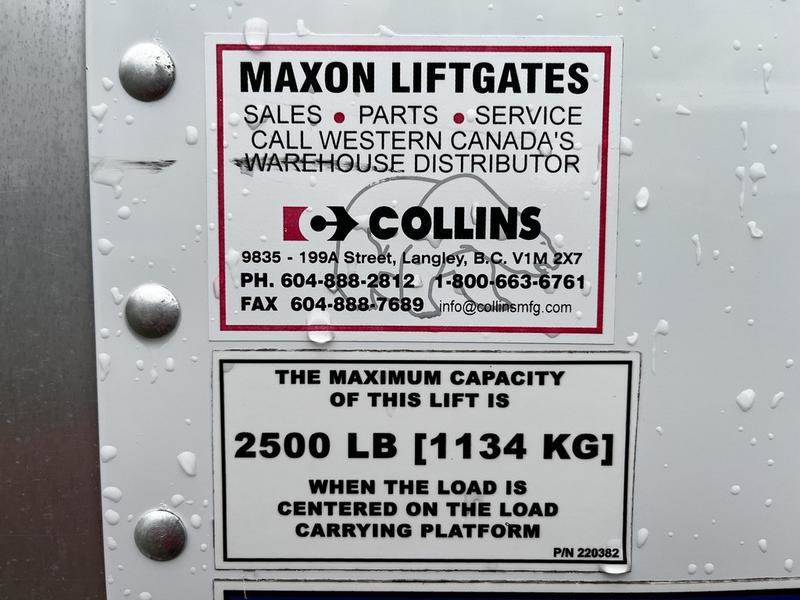 MAXON LIFTGATES
SALES • PARTS • SERVICE
CALL WESTERN CANADA'S
WAREHOUSE DISTRIBUTOR
COLLINS
9835 - 199A Street, Langley, B.C. V1M 2X7
PH. 604-888-2812 1-800-663-6761
FAX 604-888-7689 info@collinsmfg.com
THE MAXIMUM CAPACITY
OF THIS LIFT IS
2500 LB [1134 KG]
WHEN THE LOAD IS
CENTERED ON THE LOAD
CARRYING PLATFORM
P/N 220382